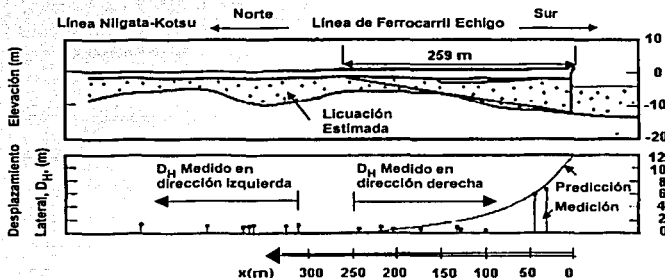 Línea NIlgata-Kotsu Norte Línea de Ferrocarril Echigo Sur
259 m
Elevación (m)
10
0
-10
-20
Licuación
Estimada
Desplazamiento
Lateral, DH, (m)
DH Medido en
dirección Izquierda
DH Medido en
dirección derecha
Predicción
Medición
12
10
8
6
4
2
0
x(m) 300 250 200 150 100 50 0